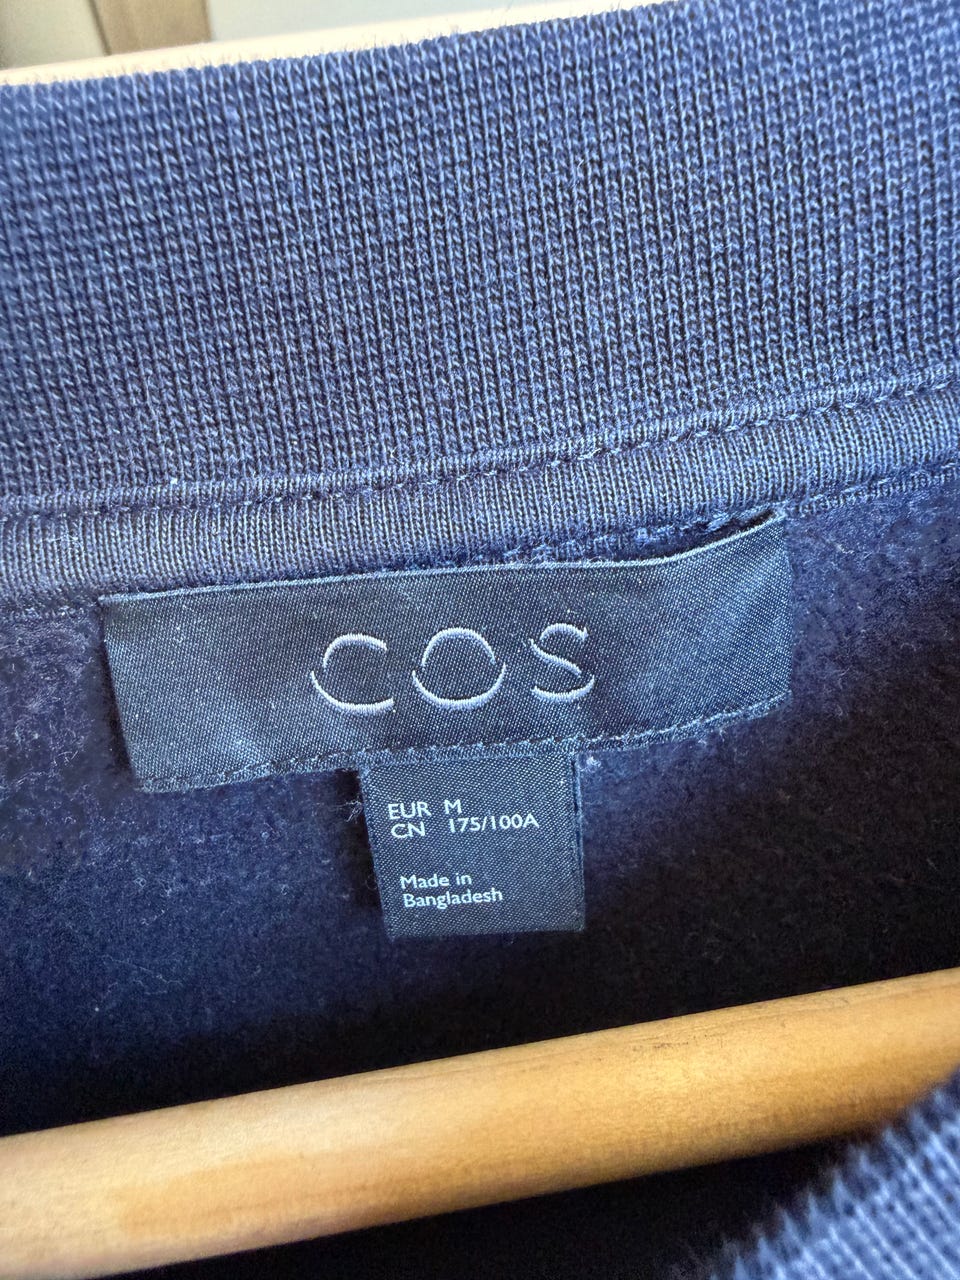 COS
EUR M
CN 175/100A
Made in
Bangladesh